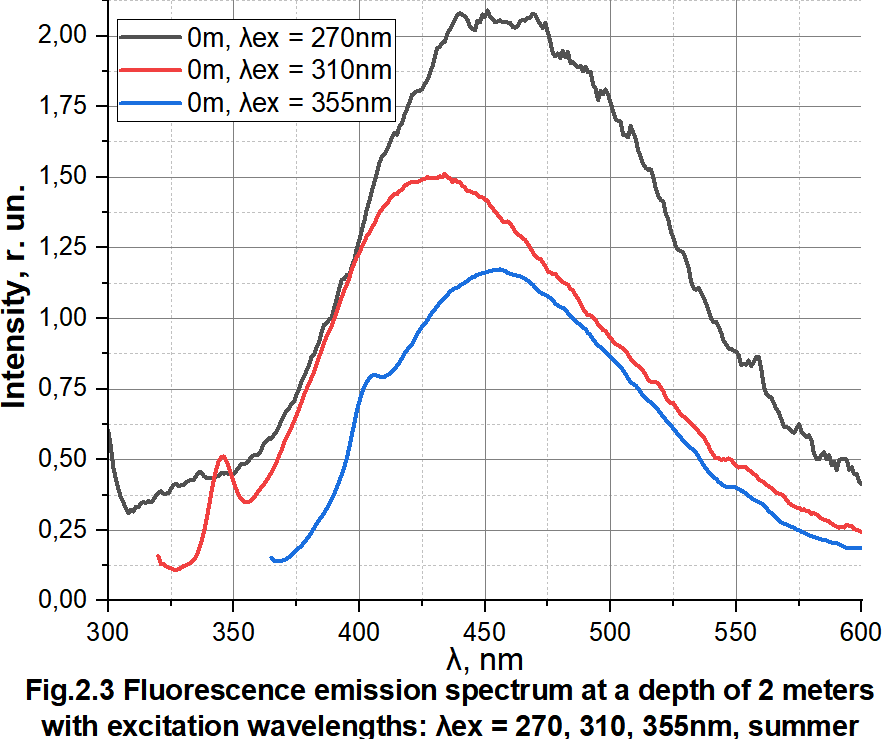 2,00
1,75
1,50
1,25
1,00
0,75
0,50
0,25
0,00
Intensity, r. un.
0m, λex = 270nm
0m, λex = 310nm
0m, λex = 355nm
300 350 400 450 500 550 600
λ, nm
Fig.2.3 Fluorescence emission spectrum at a depth of 2 meters
with excitation wavelengths: λex = 270, 310, 355nm, summer